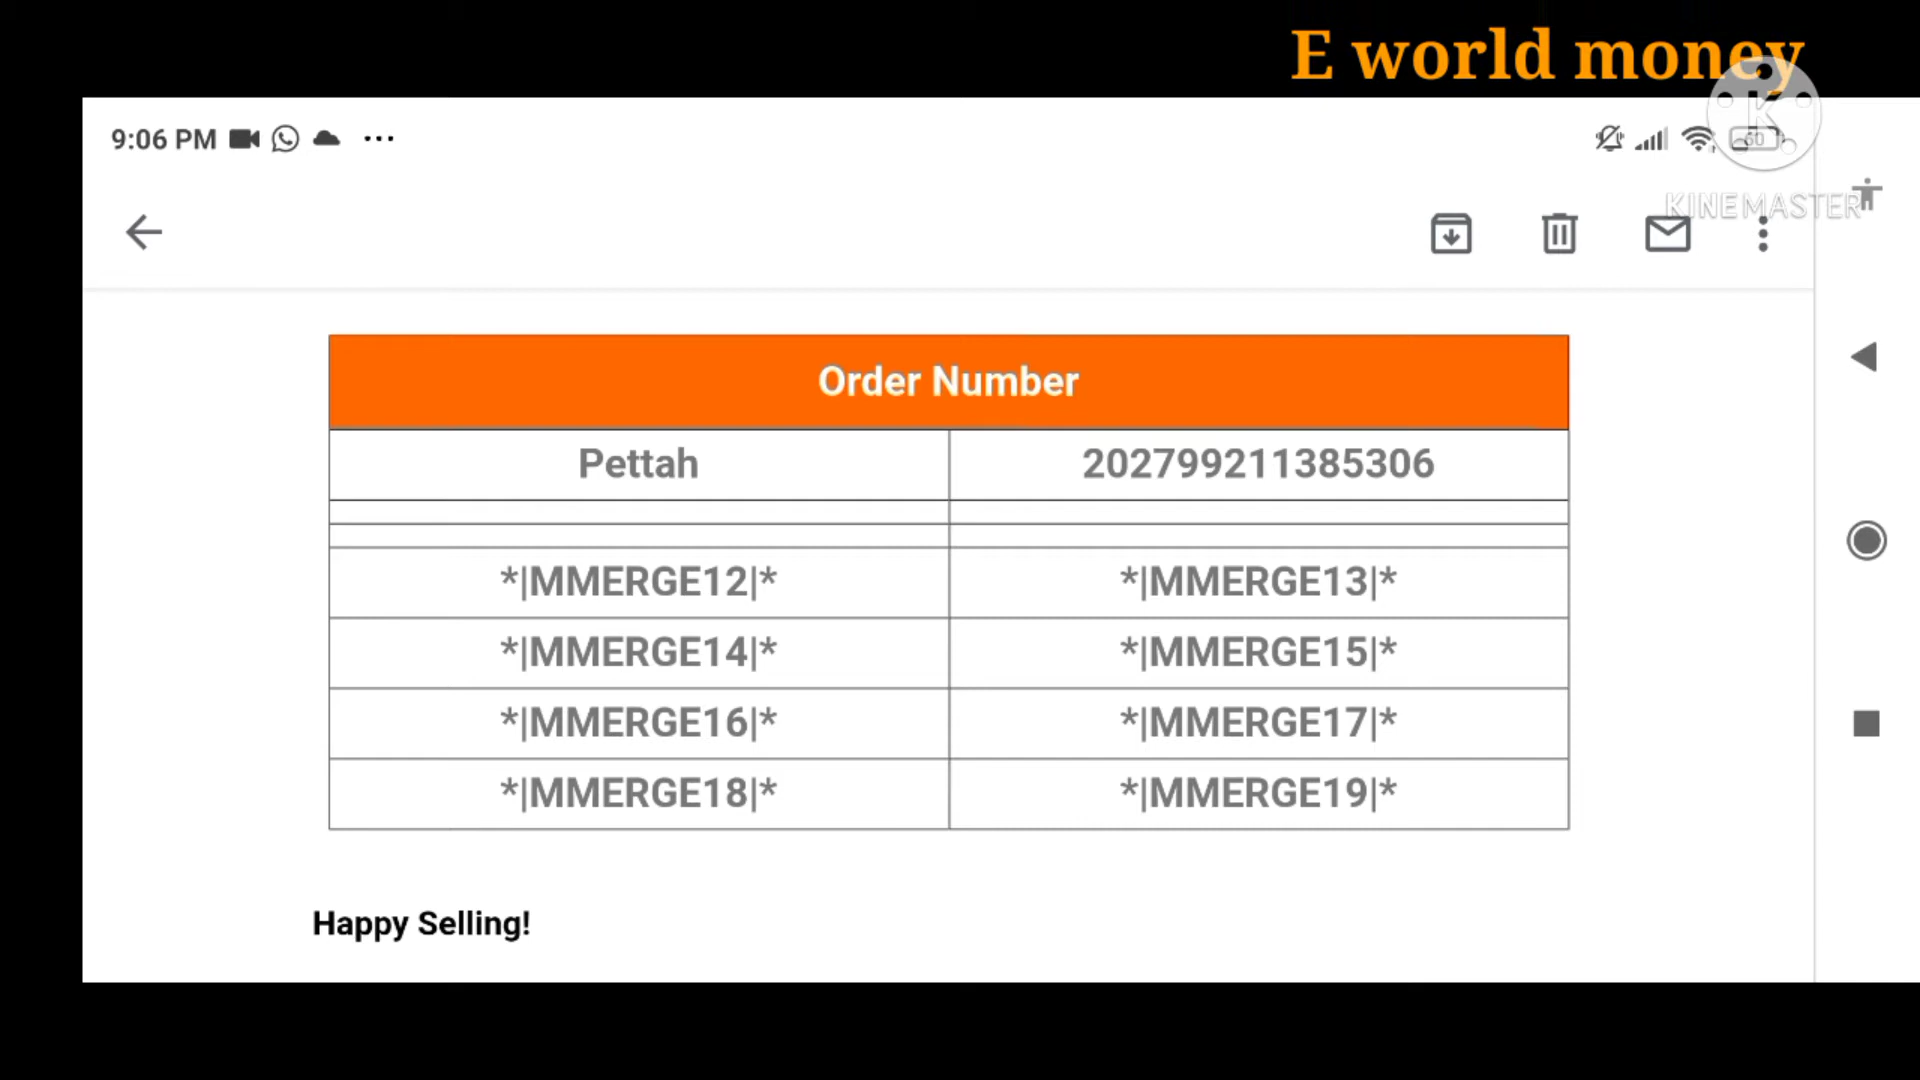 E world money
9:06 PM
60
KINEMASTER
Order Number
Pettah 202799211385306
*|MMERGE12|* *|MMERGE13|*
*|MMERGE14|* *|MMERGE15|*
*|MMERGE16|* *|MMERGE17|*
*|MMERGE18|* *|MMERGE19|*
Happy Selling!